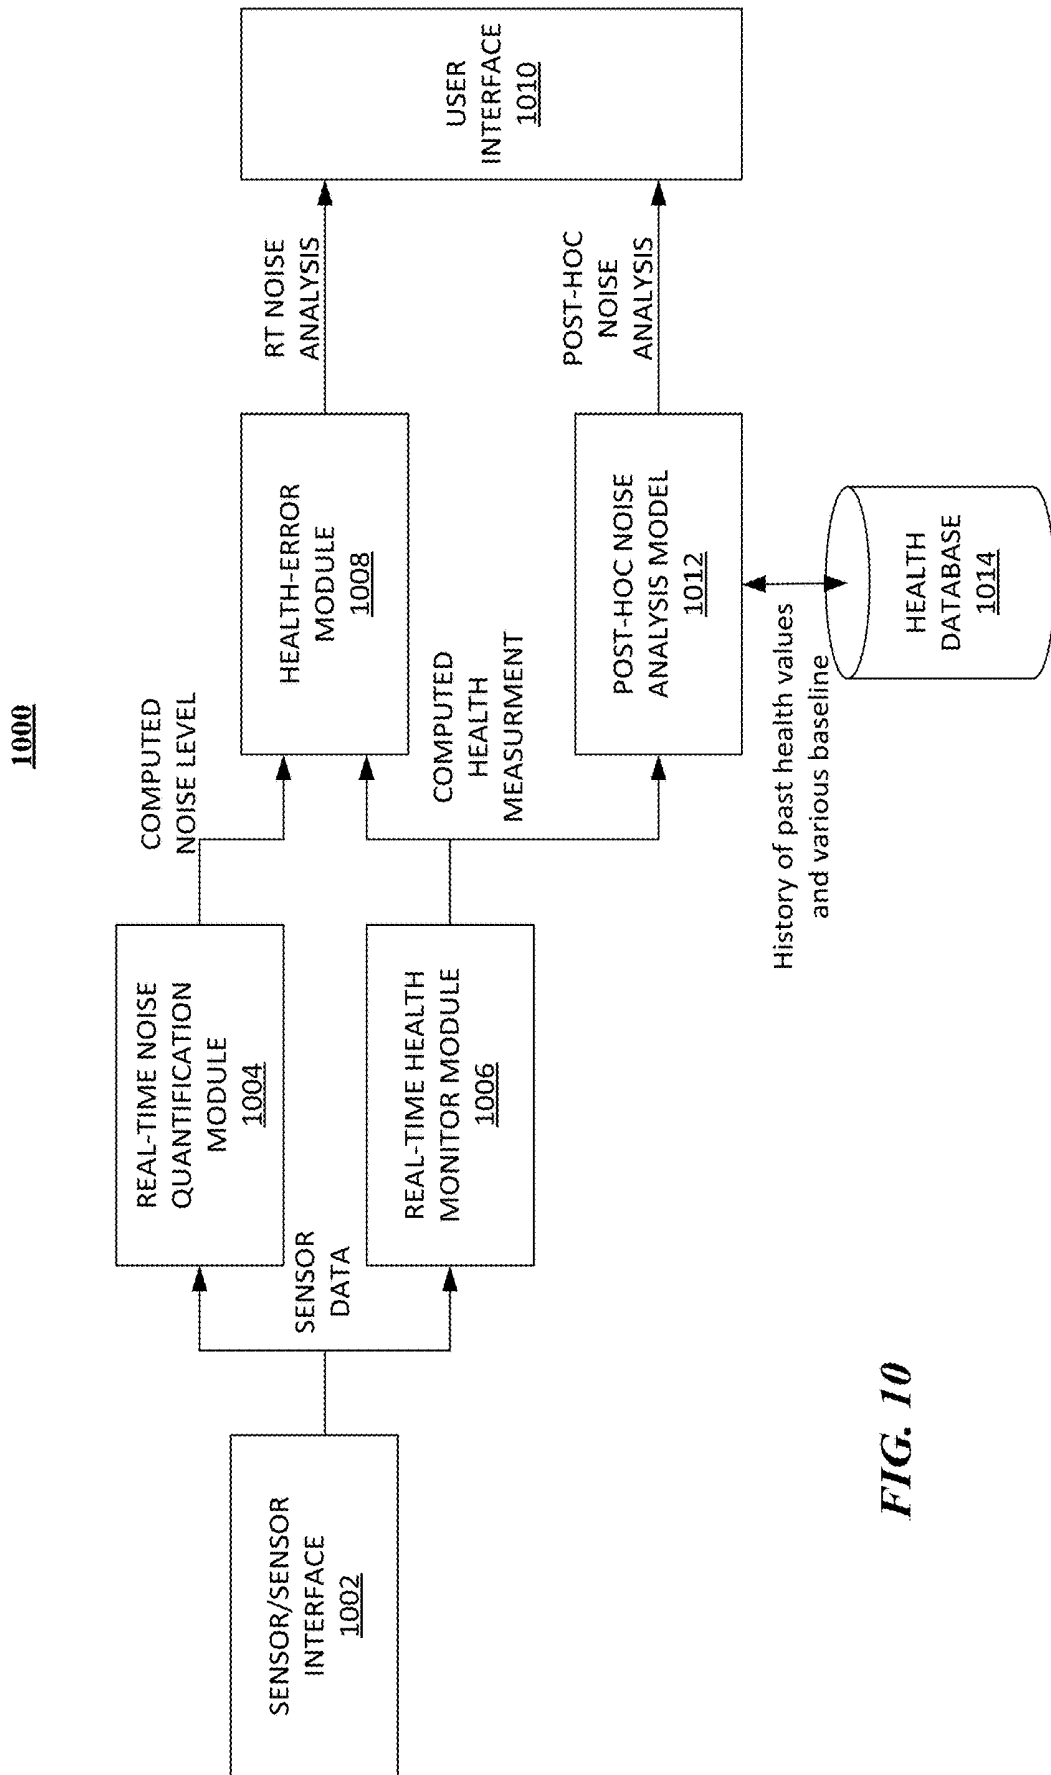 1000
SENSOR/SENSOR
INTERFACE
1002
SENSOR
DATA
REAL-TIME NOISE
QUANTIFICATION
MODULE
1004
REAL-TIME HEALTH
MONITOR MODULE
1006
COMPUTED
NOISE LEVEL
COMPUTED
HEALTH
MEASURMENT
HEALTH-ERROR
MODULE
1008
POST-HOC NOISE
ANALYSIS MODEL
1012
History of past health values
and various baseline
HEALTH
DATABASE
1014
RT NOISE
ANALYSIS
POST-HOC
NOISE
ANALYSIS
USER
INTERFACE
1010
FIG. 10